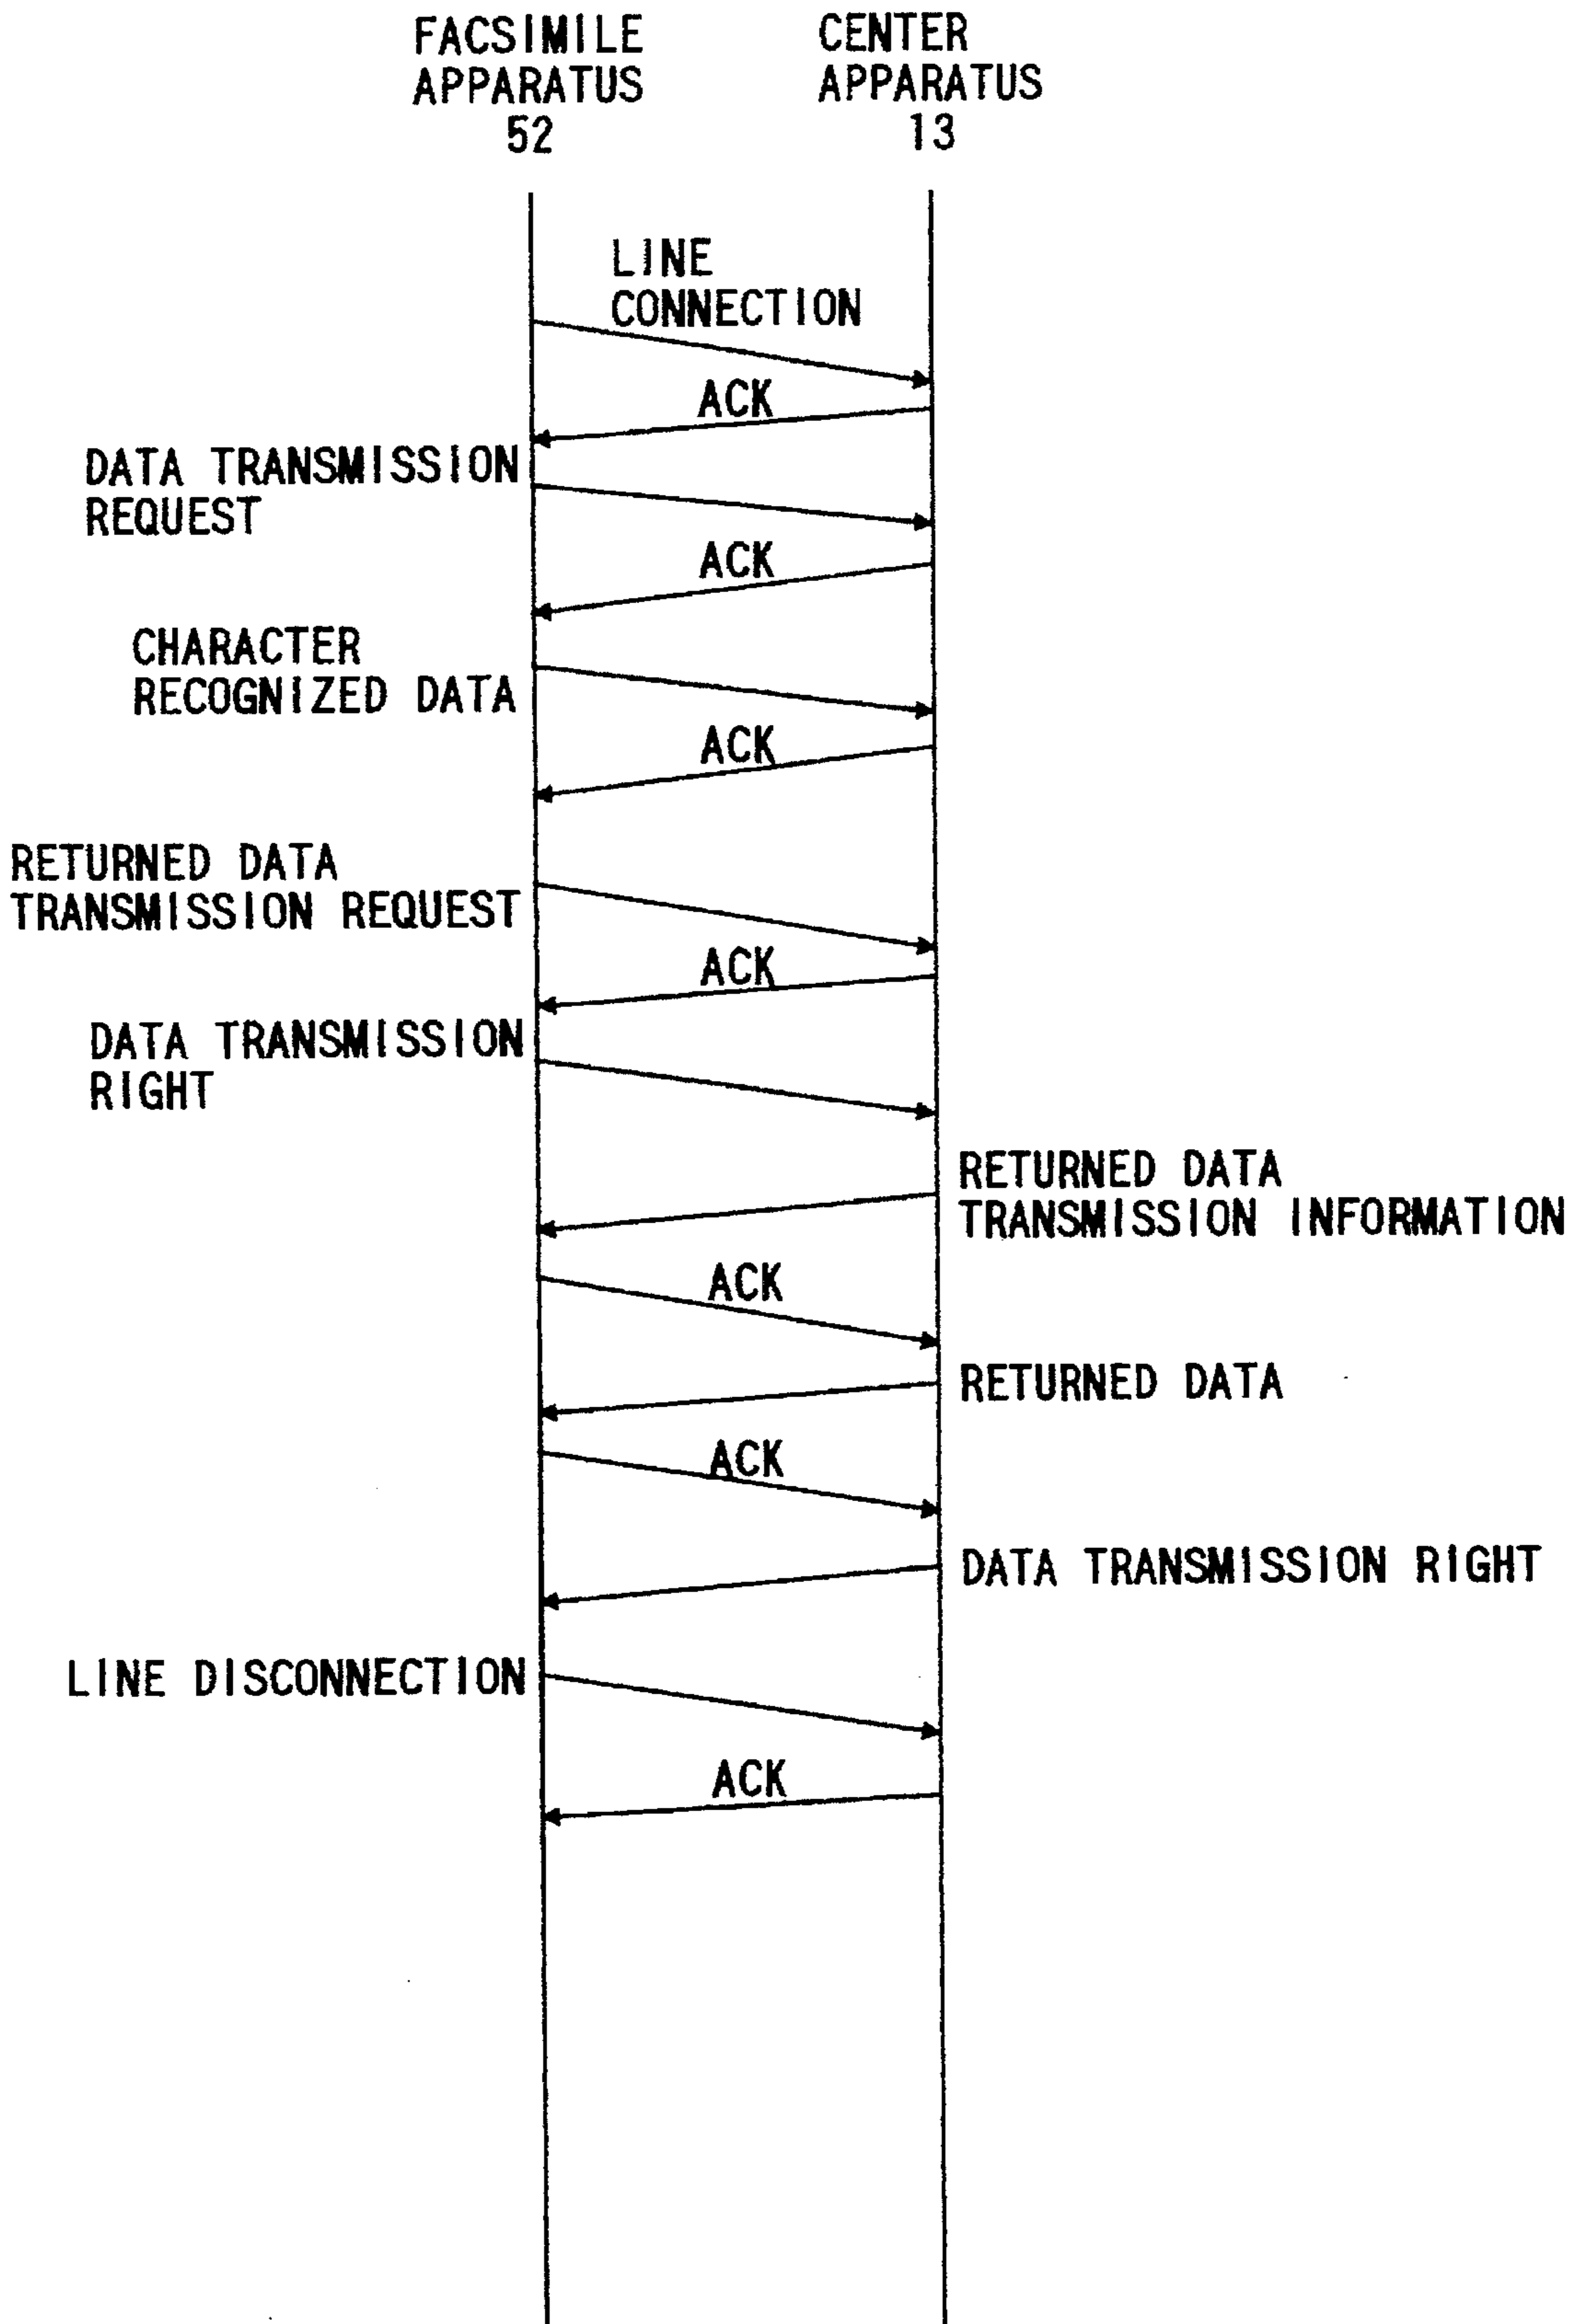 FACSIMILE
APPARATUS
52
CENTER
APPARATUS
13
LINE
CONNECTION
ACK
DATA TRANSMISSION
REQUEST
ACK
CHARACTER
RECOGNIZED DATA
ACK
RETURNED DATA
TRANSMISSION REQUEST
ACK
DATA TRANSMISSION
RIGHT
RETURNED DATA
TRANSMISSION INFORMATION
ACK
RETURNED DATA
ACK
DATA TRANSMISSION RIGHT
LINE DISCONNECTION
ACK